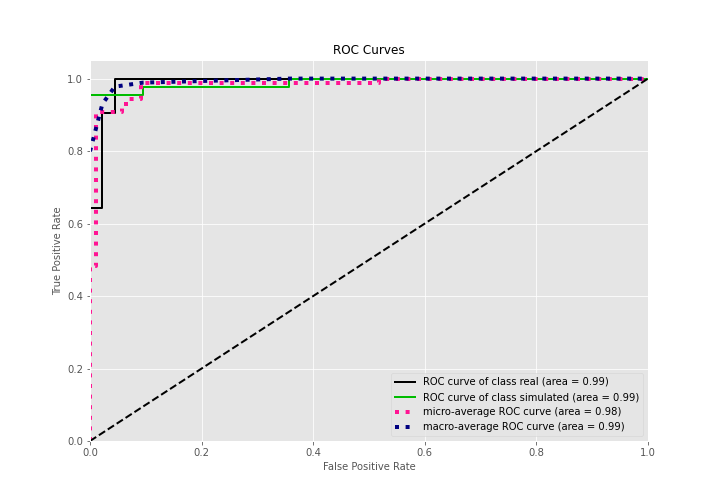 ROC Curves
1.0
0.8
0.6
0.4
0.2
0.0
True Positive Rate
ROC curve of class real (area = 0.99)
ROC curve of class simulated (area = 0.99)
micro-average ROC curve (area = 0.98)
macro-average ROC curve (area = 0.99)
0.0 0.2 0.4 0.6 0.8 1.0
False Positive Rate